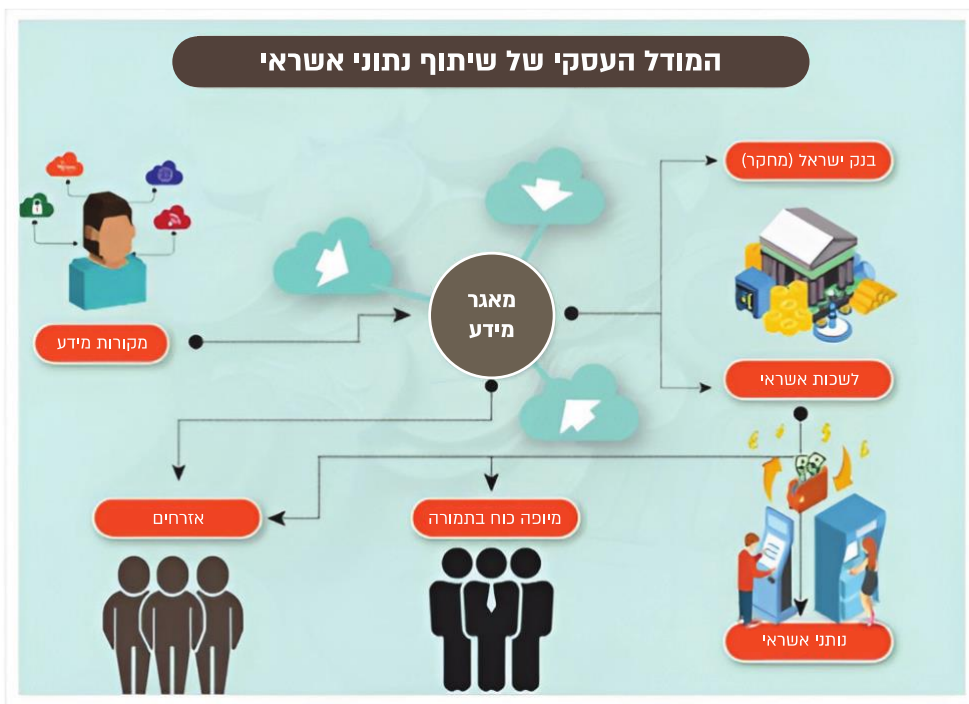 המודל העסקי של שיתוף נתוני אשראי
בנק ישראל (מחקר)
מאגר
מידע
מקורות מידע
לשכות אשראי
מיופה כוח בתמורה
אזרחים
נותני אשראי